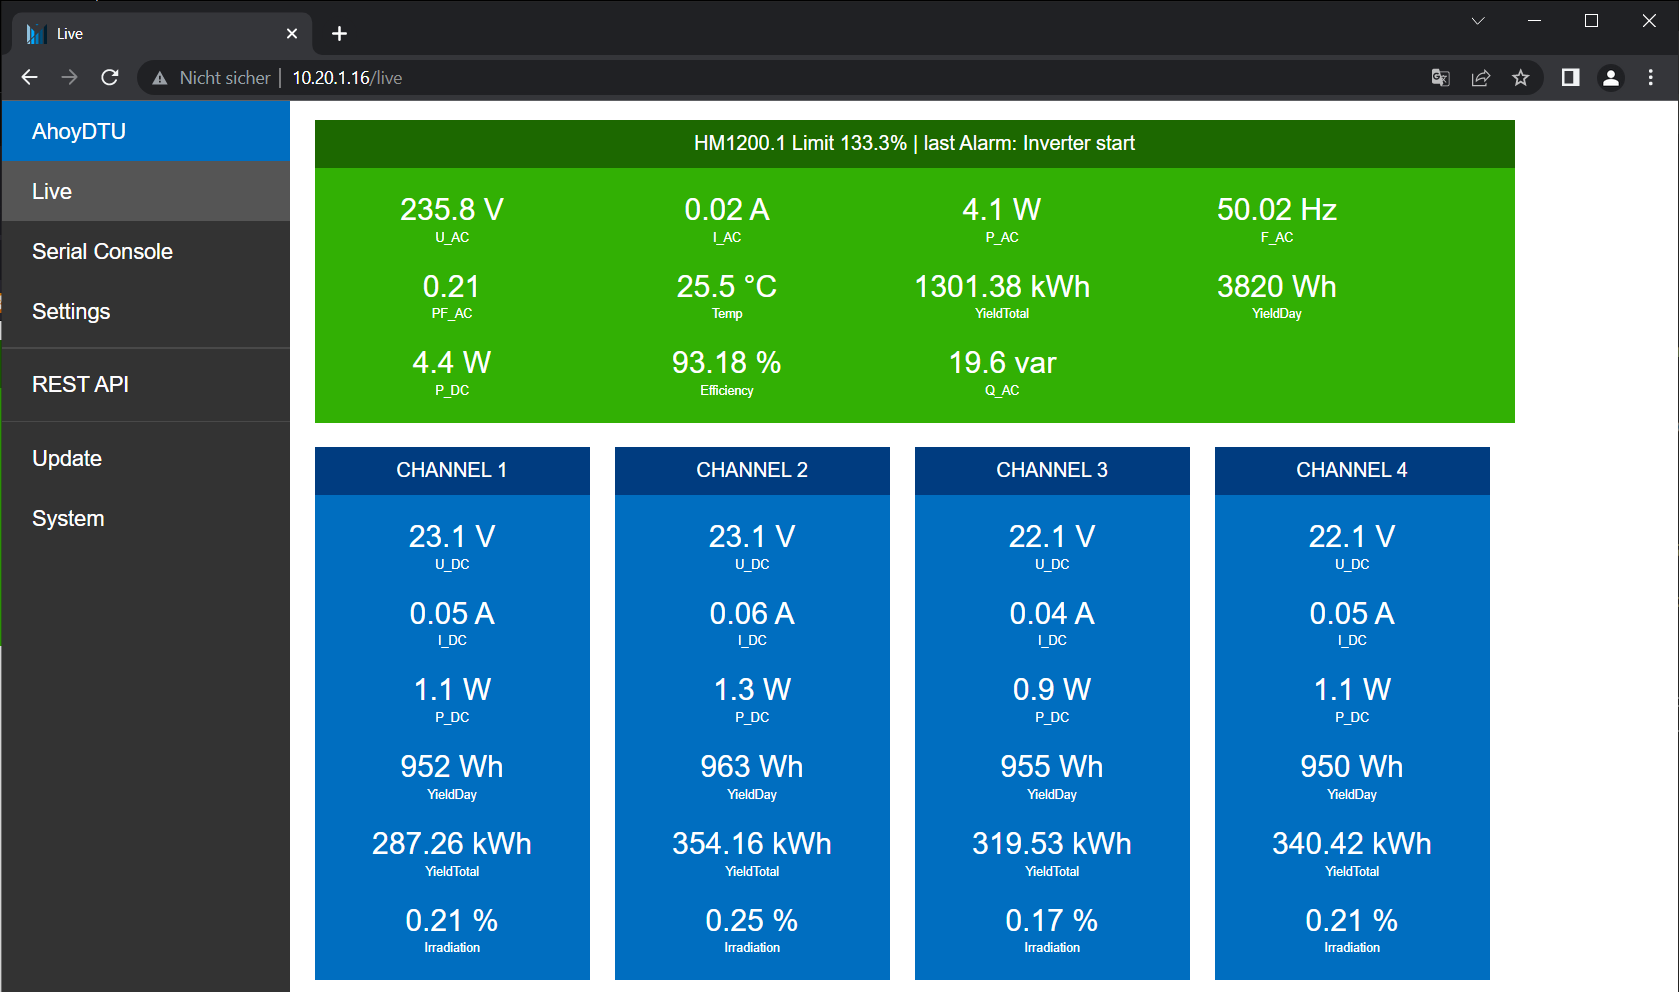 Live
Nicht sicher | 10.20.1.16/live
AhoyDTU
Live
Serial Console
Settings
REST API
Update
System
HM1200.1 Limit 133.3% | last Alarm: Inverter start
235.8 V 0.02 A 4.1 W 50.02 Hz
U_AC I_AC P_AC F_AC
0.21 25.5 °C 1301.38 kWh 3820 Wh
PF_AC Temp YieldTotal YieldDay
4.4 W 93.18 % 19.6 var
P_DC Efficiency Q_AC
CHANNEL 1
23.1 V
U_DC
0.05 A
I_DC
1.1 W
P_DC
952 Wh
YieldDay
287.26 kWh
YieldTotal
0.21 %
Irradiation
CHANNEL 2
23.1 V
U_DC
0.06 A
I_DC
1.3 W
P_DC
963 Wh
YieldDay
354.16 kWh
YieldTotal
0.25 %
Irradiation
CHANNEL 3
22.1 V
U_DC
0.04 A
I_DC
0.9 W
P_DC
955 Wh
YieldDay
319.53 kWh
YieldTotal
0.17 %
Irradiation
CHANNEL 4
22.1 V
U_DC
0.05 A
I_DC
1.1 W
P_DC
950 Wh
YieldDay
340.42 kWh
YieldTotal
0.21 %
Irradiation